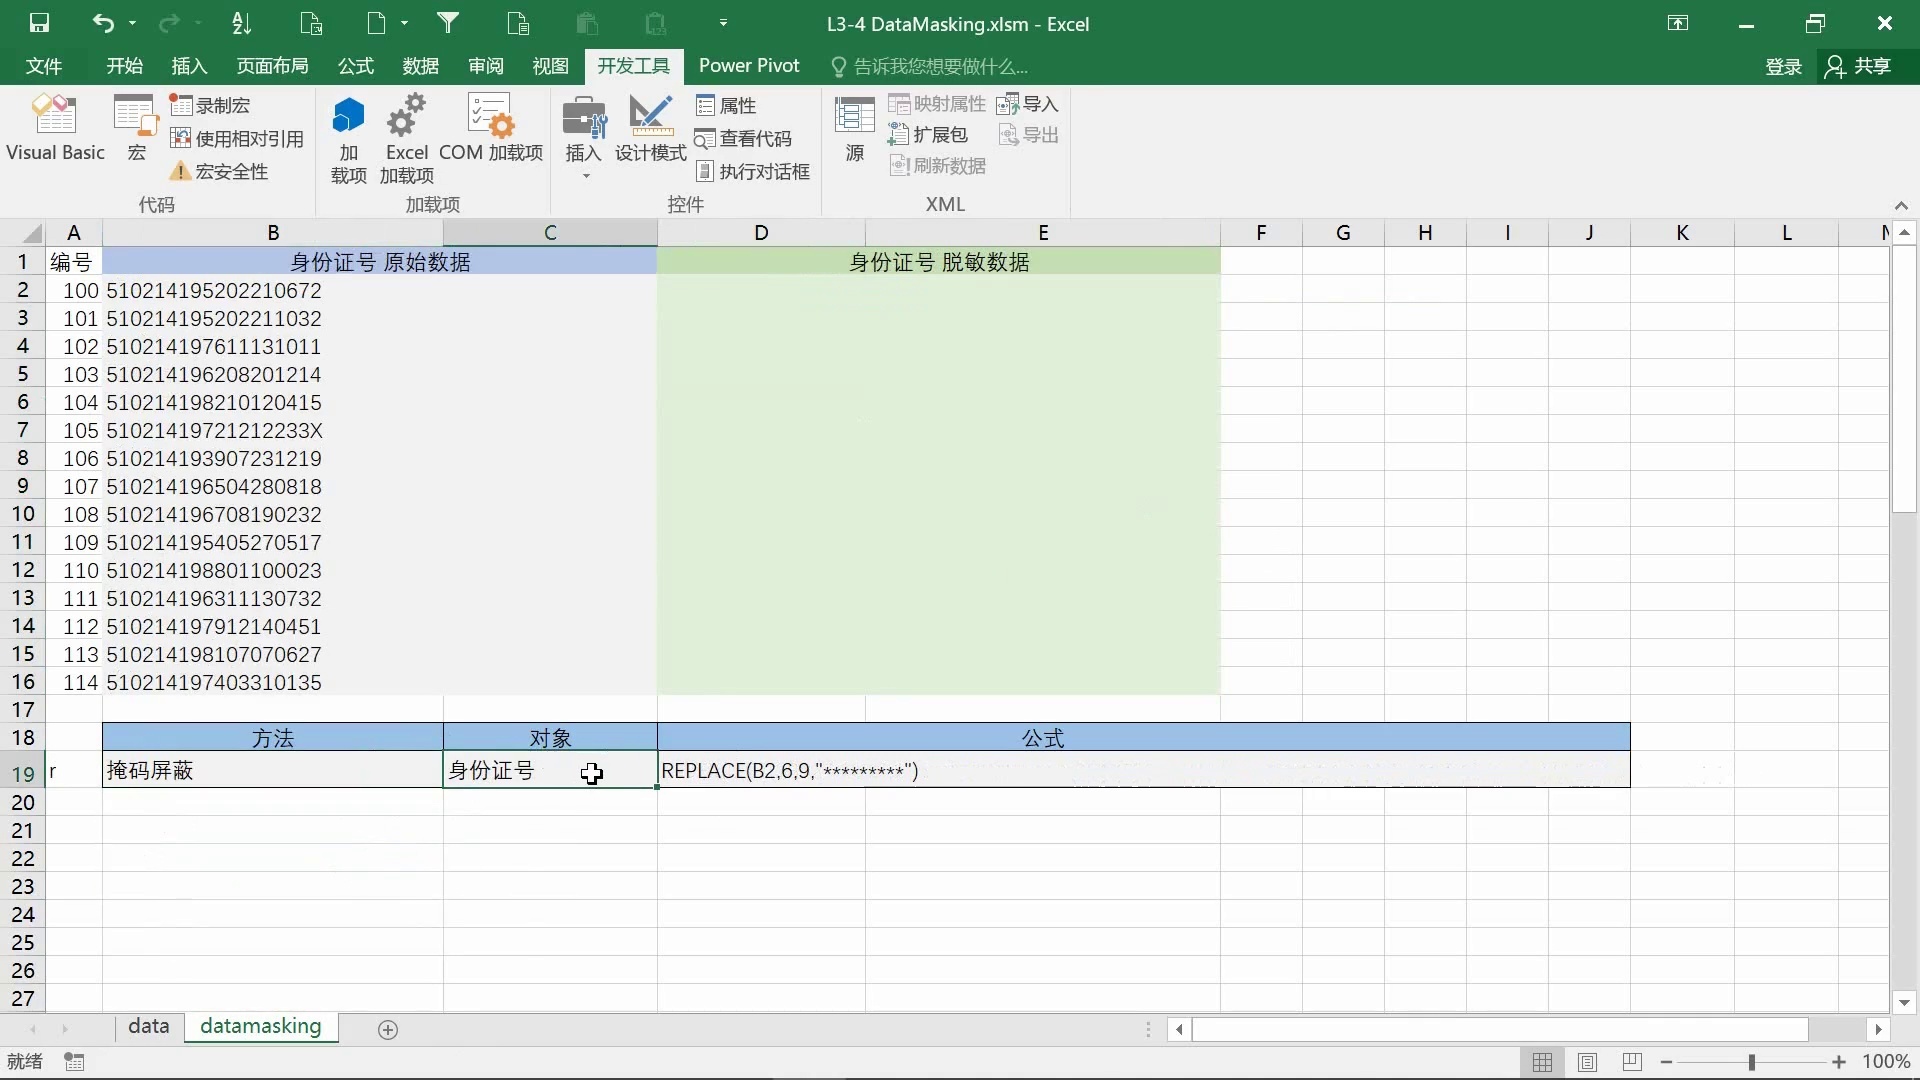 L3-4 DataMasking.xlsm - Excel
文件 开始 插入 页面布局 公式 数据 审阅 视图 开发工具 Power Pivot 告诉我您想要做什么... 登录 共享
Visual Basic
宏
录制宏
使用相对引用
宏安全性
代码
加载项
Excel 加载项
COM 加载项
加载项
插入
设计模式
属性
查看代码
执行对话框
控件
源
映射属性
扩展包
刷新数据
导入
导出
XML
A B C D E F G H I J K L
1 编号 身份证号 原始数据 身份证号 脱敏数据
2 100 510214195202210672
3 101 510214195202211032
4 102 510214197611131011
5 103 510214196208201214
6 104 510214198210120415
7 105 51021419721212233X
8 106 510214193907231219
9 107 510214196504280818
10 108 510214196708190232
11 109 510214195405270517
12 110 510214198801100023
13 111 510214196311130732
14 112 510214197912140451
15 113 510214198107070627
16 114 510214197403310135
17
18 方法 对象 公式
19 r 掩码屏蔽 身份证号 REPLACE(B2,6,9,"*********")
20
21
22
23
24
25
26
27
data datamasking
就绪 100%